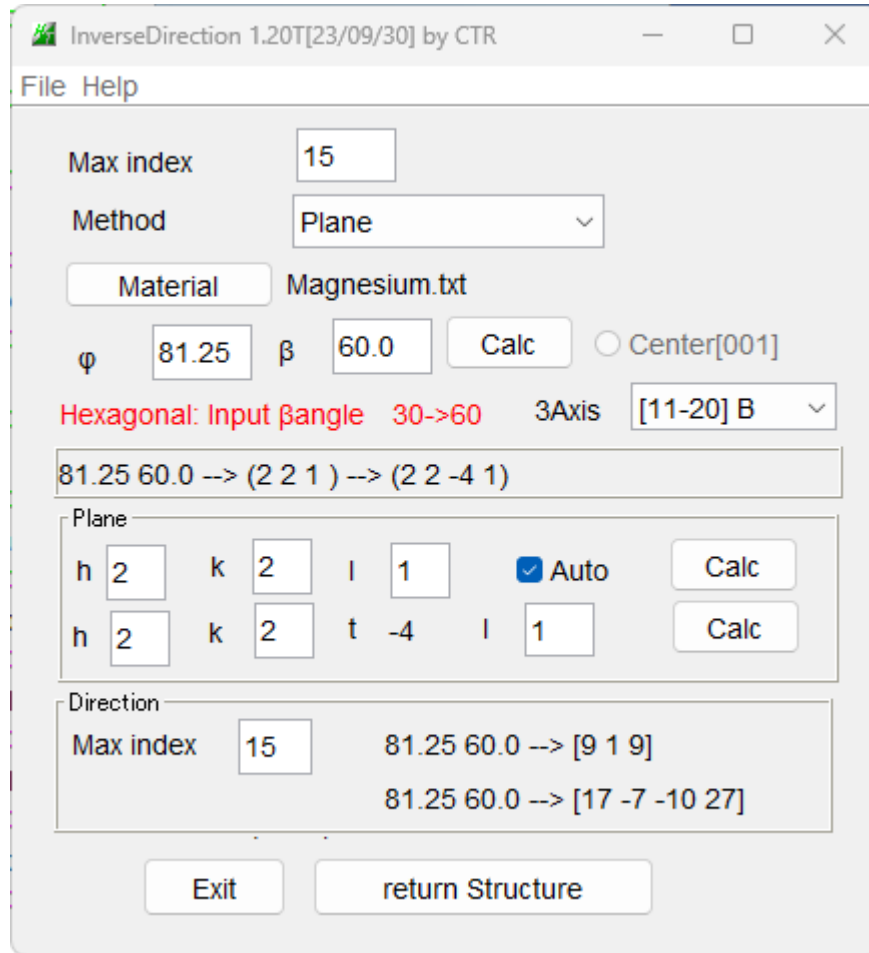 InverseDirection 1.20T[23/09/30] by CTR
File Help
Max index 15
Method Plane
Material Magnesium.txt
φ 81.25 β 60.0 Calc Center[001]
Hexagonal: Input βangle 30->60 3Axis [11-20] B
81.25 60.0 --> (2 2 1 ) --> (2 2 -4 1)
Plane
h 2 k 2 l 1 Auto Calc
h 2 k 2 t -4 l 1 Calc
Direction
Max index 15 81.25 60.0 --> [9 1 9]
81.25 60.0 --> [17 -7 -10 27]
Exit return Structure